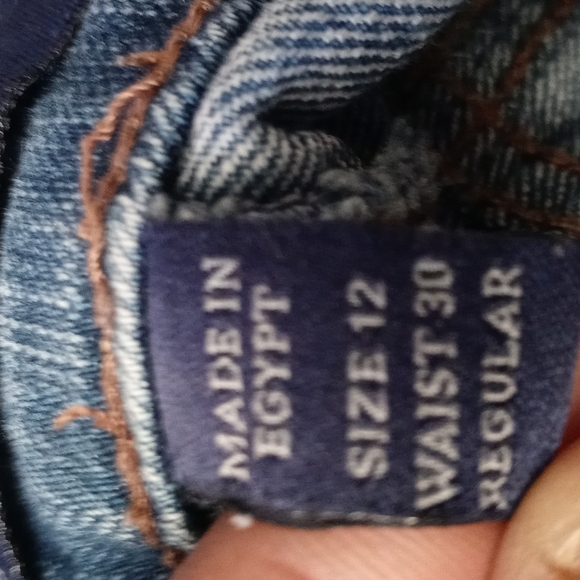 MADE IN
EGYPT
SIZE 12
WAIST 30
REGULAR